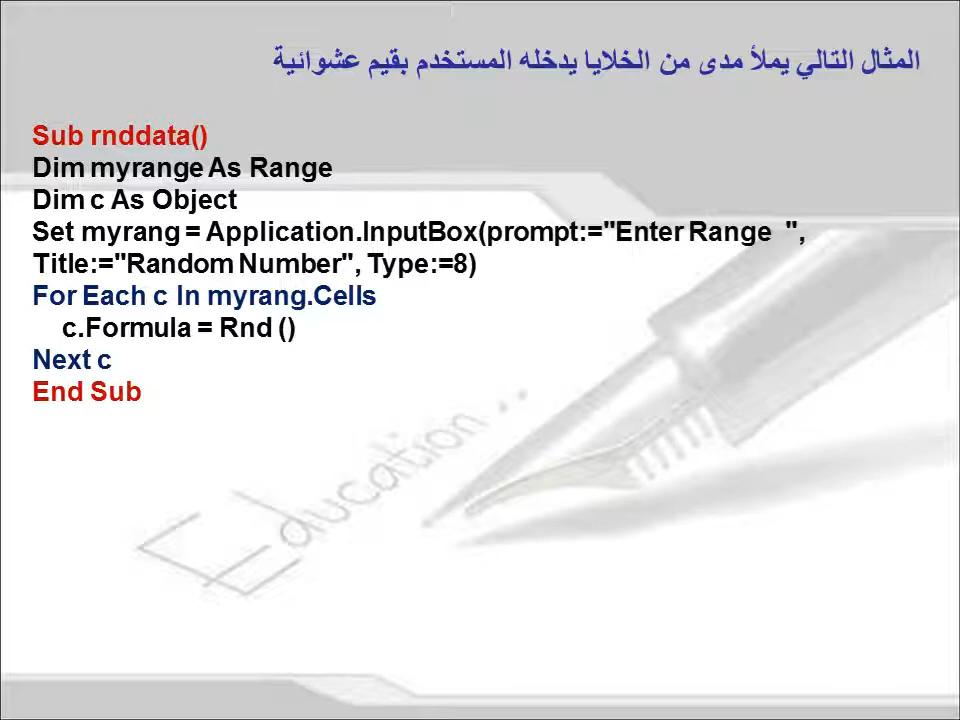 المثال التالي يملأ مدى من الخلايا يدخله المستخدم بقيم عشوائية
Sub rnddata()
Dim myrange As Range
Dim c As Object
Set myrang = Application.InputBox(prompt:="Enter Range  ",
Title:="Random Number", Type:=8)
For Each c In myrang.Cells
    c.Formula = Rnd ()
Next c
End Sub
Education ..